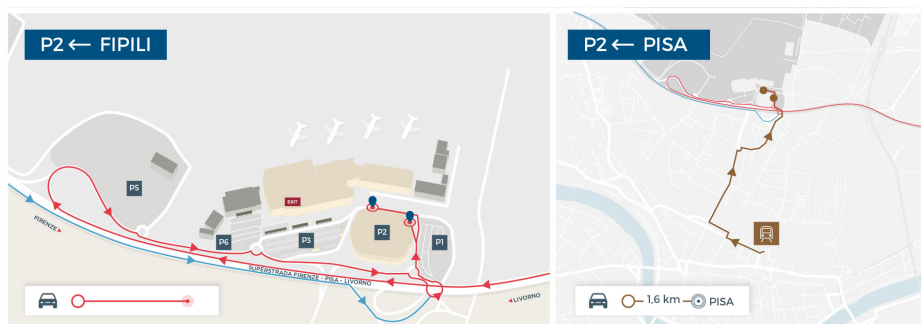 P2 ← FIPILI
P5
EXIT
P6
P3
P2
P1
FIRENZE
SUPERSTRADA FIRENZE - PISA - LIVORNO
LIVORNO
P2 ← PISA
1,6 km
PISA